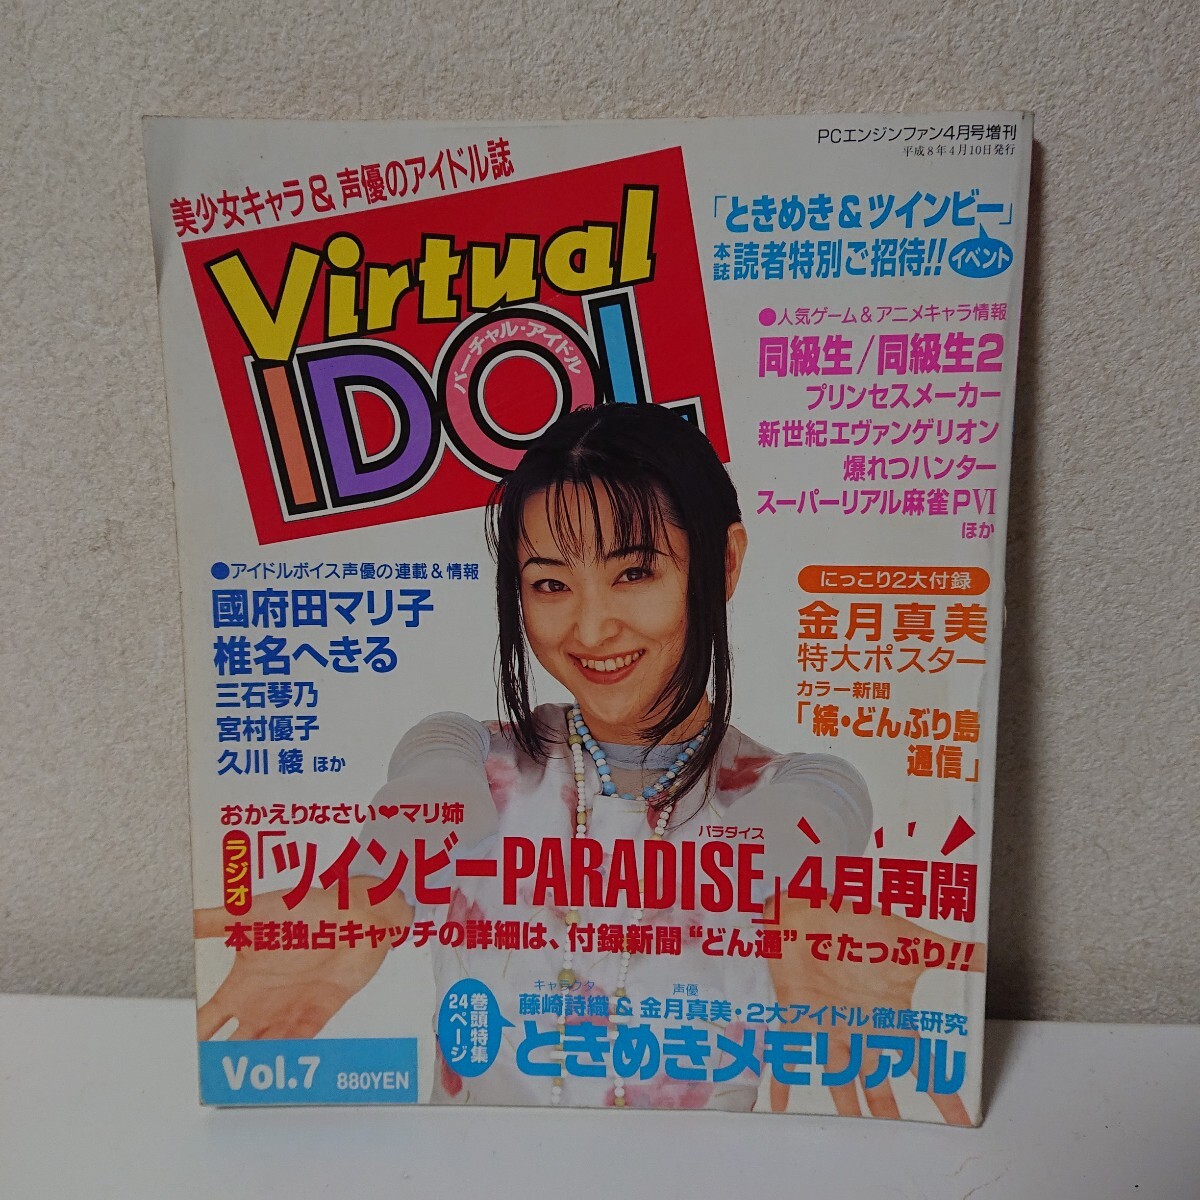 PCエンジンファン4月号増刊
平成8年4月10日発行
美少女キャラ&声優のアイドル誌
Virtual
IDOL
バーチャル・アイドル
「ときめき&ツインビー」
本誌読者特別ご招待!!
イベント
●人気ゲーム&アニメキャラ情報
同級生/同級生2
プリンセスメーカー
新世紀エヴァンゲリオン
爆れつハンター
スーパーリアル麻雀PⅥ
ほか
●アイドルボイス声優の連載&情報
國府田マリ子
椎名へきる
三石琴乃
宮村優子
久川 綾 ほか
にっこり2大付録
金月真美
特大ポスター
カラー新聞
「続・どんぶり島
通信」
おかえりなさい♥マリ姉
パラダイス
ラジオ「ツインビーPARADISE」4月再開
本誌独占キャッチの詳細は、付録新聞“どん通”でたっぷり!!
巻頭特集
24ページ
キャラクタ 声優
藤崎詩織&金月真美・2大アイドル徹底研究
ときめきメモリアル
Vol.7 880YEN